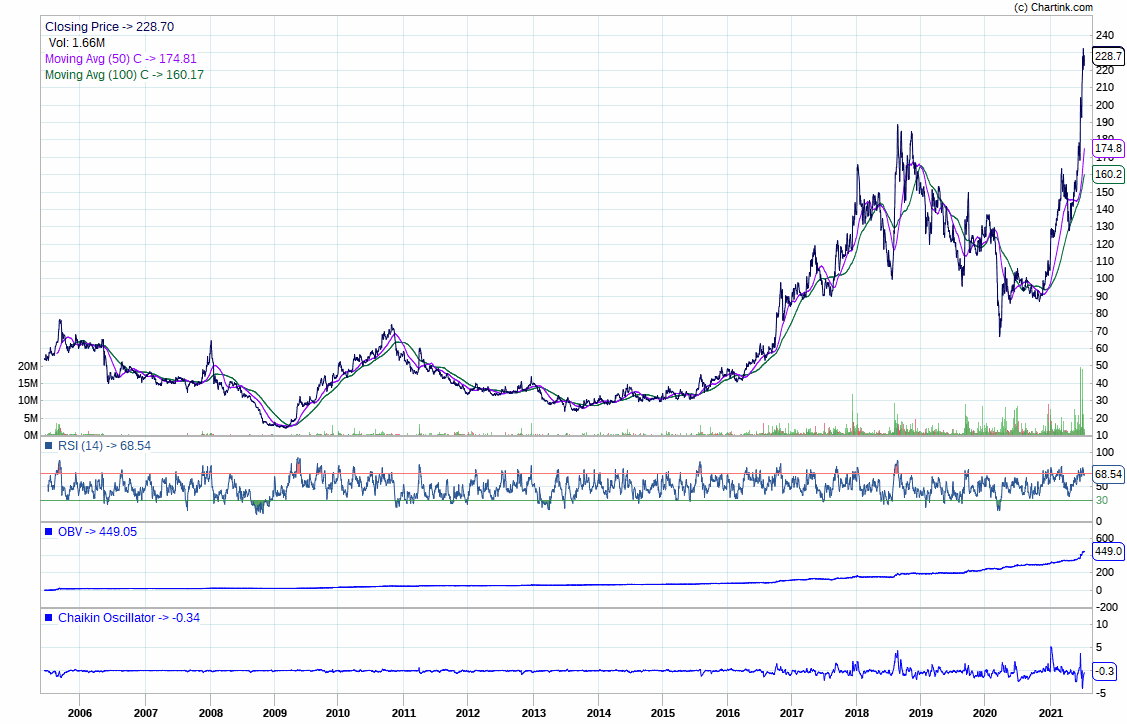 (c) Chartink.com
Closing Price -> 228.70
Vol: 1.66M
Moving Avg (50) C -> 174.81
Moving Avg (100) C -> 160.17
240
228.7
220
210
200
190
180
174.8
170
160.2
150
140
130
120
110
100
90
80
70
60
50
40
30
20
10
20M
15M
10M
5M
0M
RSI (14) -> 68.54
100
68.54
50
30
0
OBV -> 449.05
600
449.0
200
0
-200
Chaikin Oscillator -> -0.34
10
5
-0.3
-5
2006 2007 2008 2009 2010 2011 2012 2013 2014 2015 2016 2017 2018 2019 2020 2021